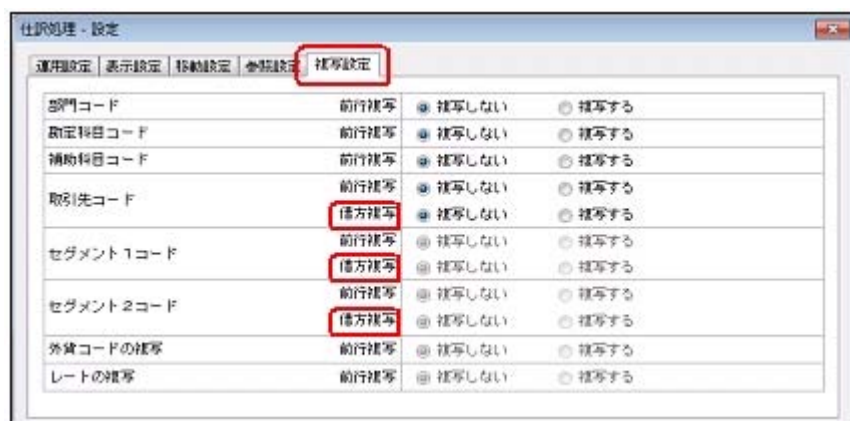 仕訳処理 - 設定
運用設定 表示設定 移動設定 参照設定 複写設定
部門コード 前行複写 複写しない 複写する
勘定科目コード 前行複写 複写しない 複写する
補助科目コード 前行複写 複写しない 複写する
取引先コード 前行複写 複写しない 複写する
借方複写 複写しない 複写する
セグメント1コード 前行複写 複写しない 複写する
借方複写 複写しない 複写する
セグメント2コード 前行複写 複写しない 複写する
借方複写 複写しない 複写する
外貨コードの複写 前行複写 複写しない 複写する
レートの複写 前行複写 複写しない 複写する